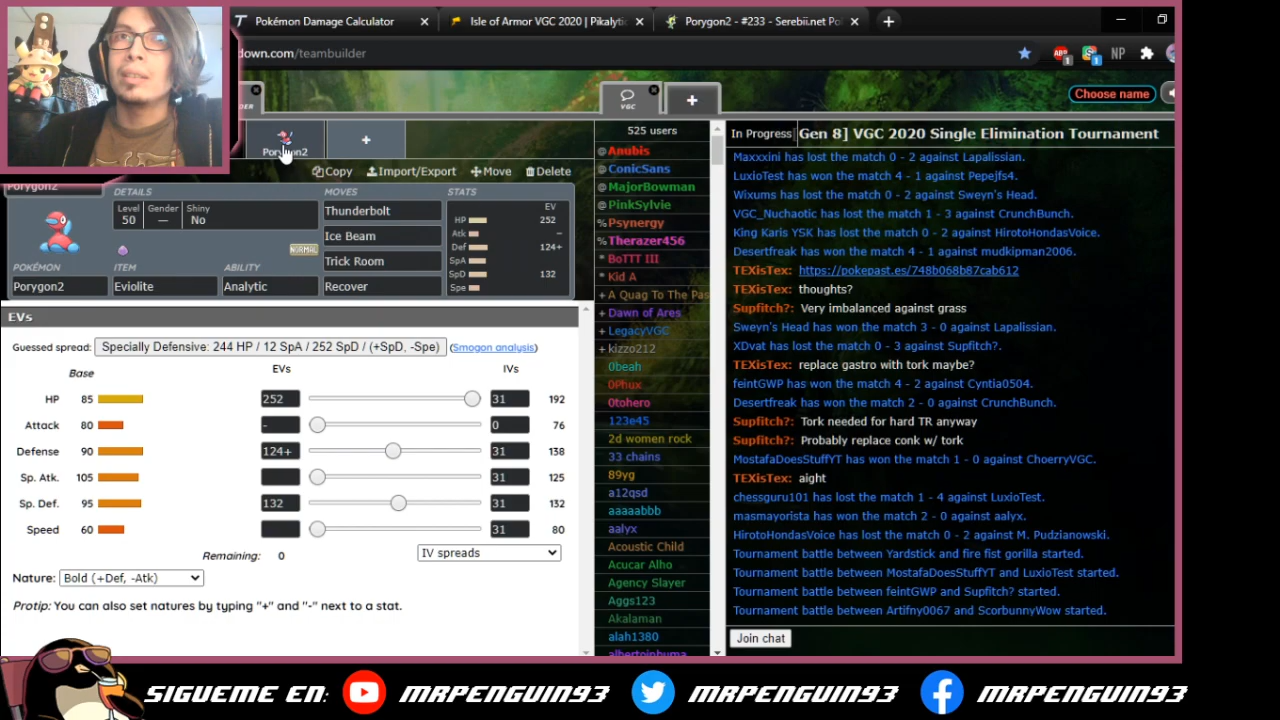 Pokémon Damage Calculator
Isle of Armor VGC 2020 | Pikalytic
Porygon2 - #233 - Serebii.net Po
down.com/teambuilder
ABP
1
1
NP
DER
VGC
Choose name
Porygon2
Copy
Import/Export
Move
Delete
Porygon2
DETAILS
MOVES
STATS
Level
50
Gender
—
Shiny
No
NORMAL
POKÉMON
Porygon2
ITEM
Eviolite
ABILITY
Analytic
Thunderbolt
Ice Beam
Trick Room
Recover
EV
HP 252
Atk –
Def 124+
SpA
SpD 132
Spe
EVs
Guessed spread: Specially Defensive: 244 HP / 12 SpA / 252 SpD / (+SpD, -Spe) (Smogon analysis)
Base EVs IVs
HP 85 252 31 192
Attack 80 - 0 76
Defense 90 124+ 31 138
Sp. Atk. 105 31 125
Sp. Def. 95 132 31 132
Speed 60 31 80
Remaining: 0 IV spreads
Nature: Bold (+Def, -Atk)
Protip: You can also set natures by typing "+" and "-" next to a stat.
525 users
@Anubis
@ConicSans
@MajorBowman
@PinkSylvie
%Psynergy
%Therazer456
*BoTTT III
*Kid A
+A Quag To The Pas
+Dawn of Ares
+LegacyVGC
+kizzo212
0beah
0Phux
0tohero
123e45
2d women rock
33 chains
89yg
a12qsd
aaaaabbb
aalyx
Acoustic Child
Acucar Alho
Agency Slayer
Aggs123
Akalaman
alah1380
albertoinhuma
In Progress [Gen 8] VGC 2020 Single Elimination Tournament
Maxxxini has lost the match 0 - 2 against Lapalissian.
LuxioTest has won the match 4 - 1 against Pepejfs4.
Wixums has lost the match 0 - 2 against Sweyn's Head.
VGC_Nuchaotic has lost the match 1 - 3 against CrunchBunch.
King Karis YSK has lost the match 0 - 2 against HirotoHondasVoice.
Desertfreak has won the match 4 - 1 against mudkipman2006.
TEXisTex: https://pokepast.es/748b068b87cab612
TEXisTex: thoughts?
Supfitch?: Very imbalanced against grass
Sweyn's Head has won the match 3 - 0 against Lapalissian.
XDvat has lost the match 0 - 3 against Supfitch?.
TEXisTex: replace gastro with tork maybe?
feintGWP has won the match 4 - 2 against Cyntia0504.
Desertfreak has won the match 2 - 0 against CrunchBunch.
Supfitch?: Tork needed for hard TR anyway
Supfitch?: Probably replace conk w/ tork
MostafaDoesStuffYT has won the match 1 - 0 against ChoerryVGC.
TEXisTex: aight
chessguru101 has lost the match 1 - 4 against LuxioTest.
masmayorista has won the match 2 - 0 against aalyx.
HirotoHondasVoice has lost the match 0 - 2 against M. Pudzianowski.
Tournament battle between Yardstick and fire fist gorilla started.
Tournament battle between MostafaDoesStuffYT and LuxioTest started.
Tournament battle between feintGWP and Supfitch? started.
Tournament battle between Artifny0067 and ScorbunnyWow started.
Join chat
SIGUEME EN: MRPENGUIN93 MRPENGUIN93 MRPENGUIN93